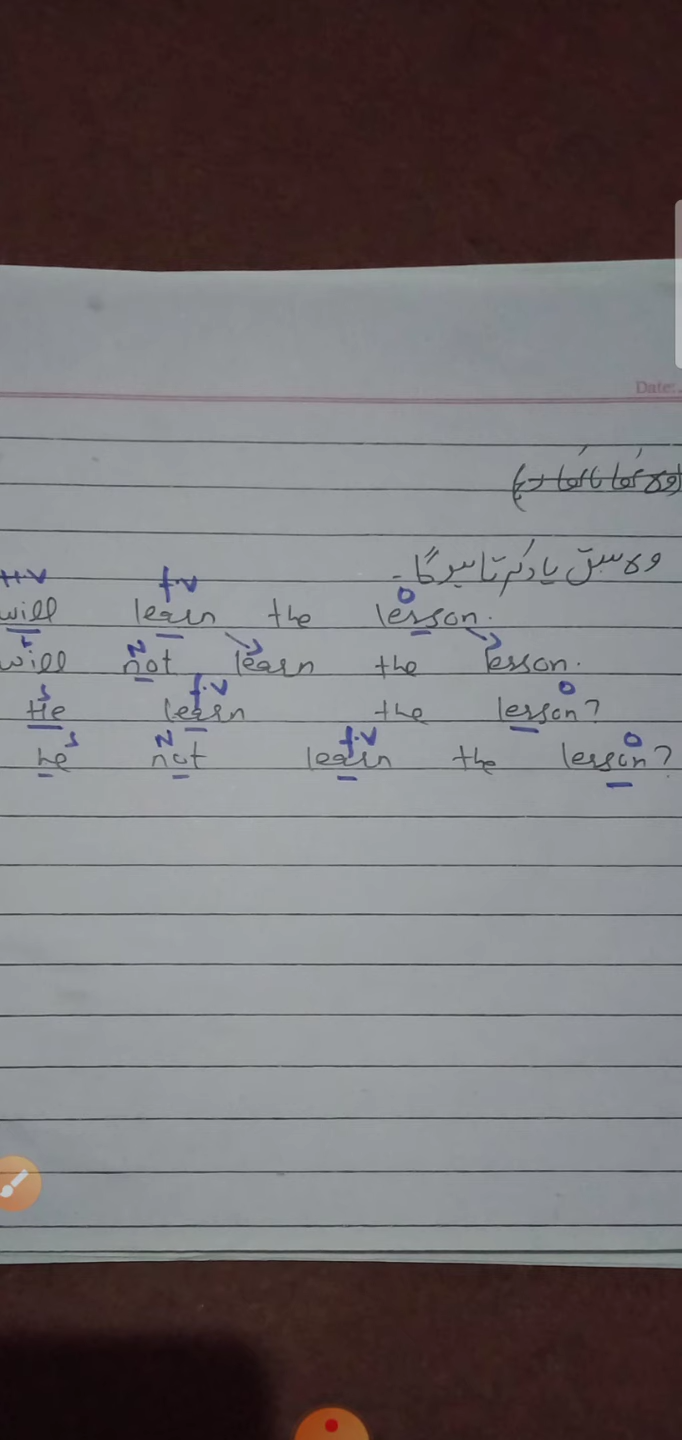 Date:
وہ سبق یاد کرتا ہوگا۔
H.V f.v O
will learn the lesson.
N
will not learn the lesson.
S f.v O
He learn the lesson?
S N f.v O
he not learn the lesson?